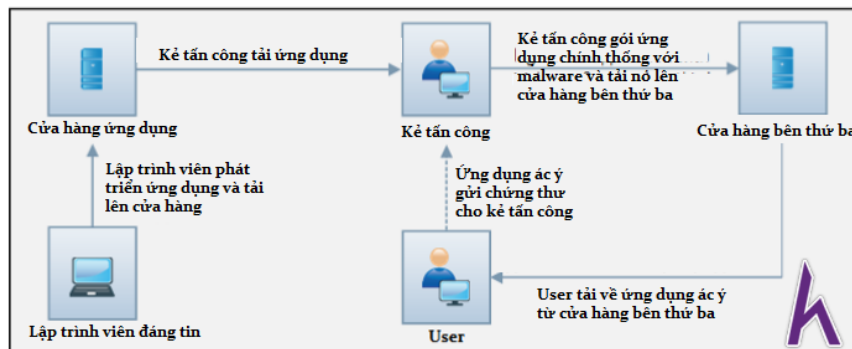 Kẻ tấn công tải ứng dụng
Kẻ tấn công gói ứng
dụng chính thống với
malware và tải nó lên
cửa hàng bên thứ ba
Cửa hàng ứng dụng
Kẻ tấn công
Cửa hàng bên thứ ba
Lập trình viên phát
triển ứng dụng và tải
lên cửa hàng
Ứng dụng ác ý
gửi chứng thư
cho kẻ tấn công
User tải về ứng dụng ác ý
từ cửa hàng bên thứ ba
Lập trình viên đáng tin
User